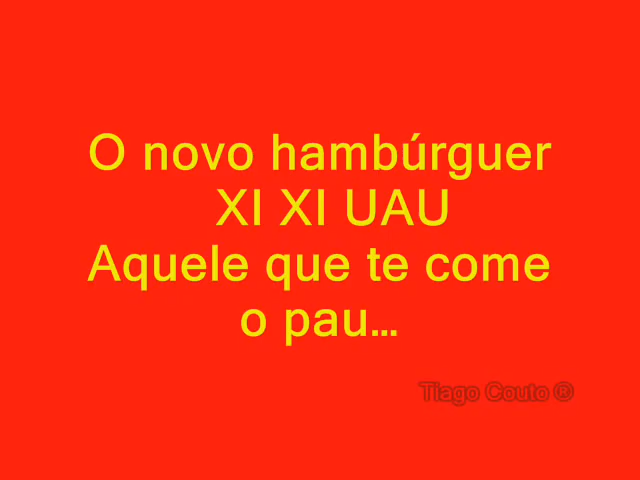 O novo hambúrguer
XI XI UAU
Aquele que te come
o pau...
Tiago Couto ®